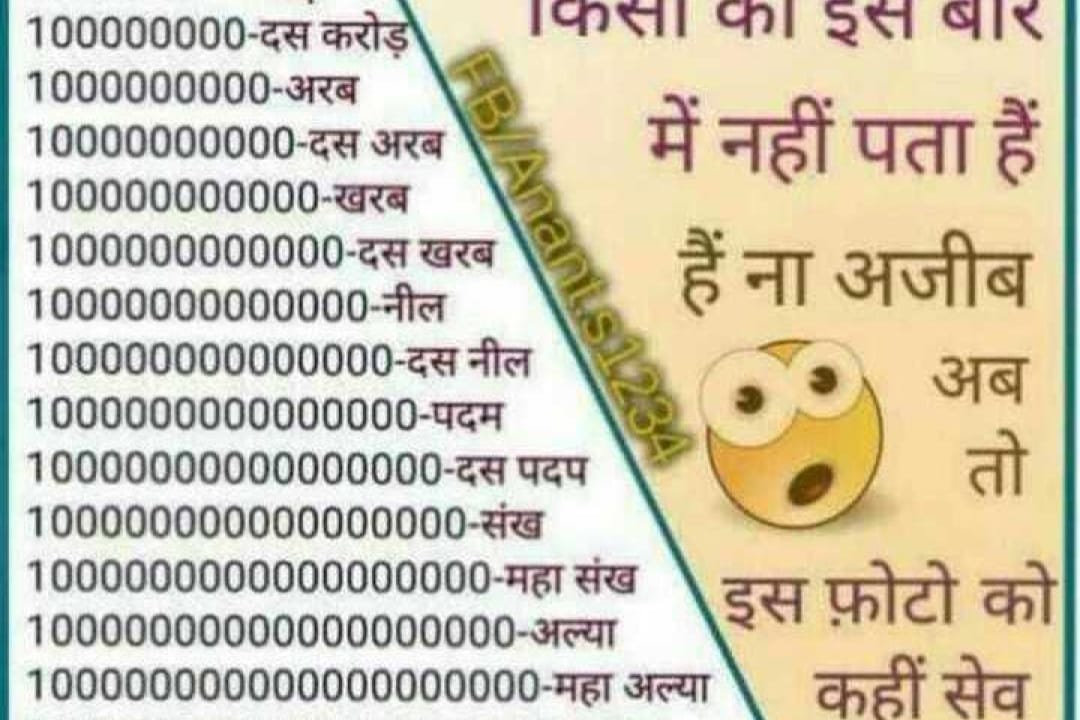 100000000-दस करोड़
1000000000-अरब
10000000000-दस अरब
100000000000-खरब
1000000000000-दस खरब
10000000000000-नील
100000000000000-दस नील
1000000000000000-पदम
10000000000000000-दस पदप
100000000000000000-संख
1000000000000000000-महा संख
10000000000000000000-अल्या
100000000000000000000-महा अल्या
FB/Anant.s1234
किसी को इस बारे
में नहीं पता हैं
हैं ना अजीब
अब
तो
इस फ़ोटो को
कहीं सेव